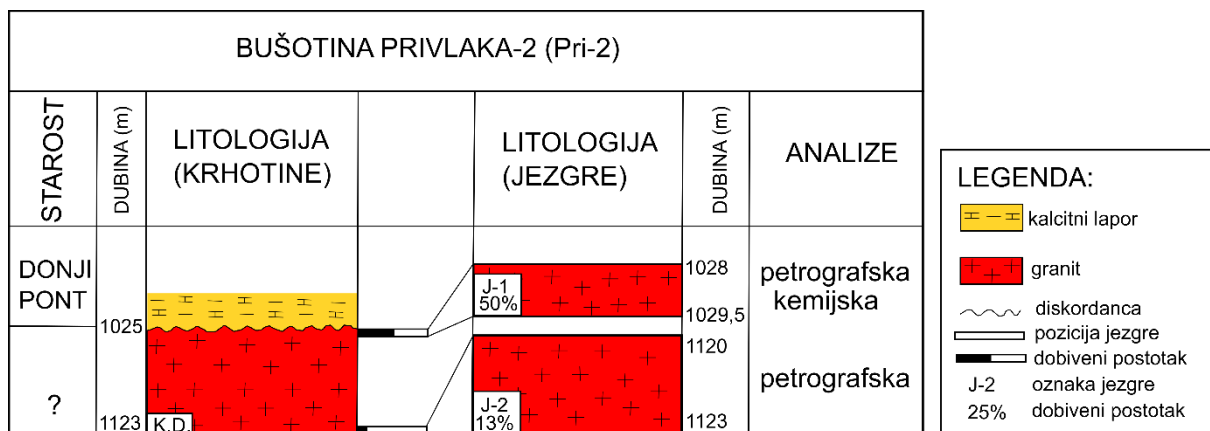 BUŠOTINA PRIVLAKA-2 (Pri-2)
STAROST
DUBINA (m)
LITOLOGIJA
(KRHOTINE)
LITOLOGIJA
(JEZGRE)
DUBINA (m)
ANALIZE
DONJI
PONT
?
1025
1123
K.D.
J-1
50%
J-2
13%
1028
1029,5
1120
1123
petrografska
kemijska
petrografska
LEGENDA:
kalcitni lapor
granit
diskordanca
pozicija jezgre
dobiveni postotak
J-2 oznaka jezgre
25% dobiveni postotak